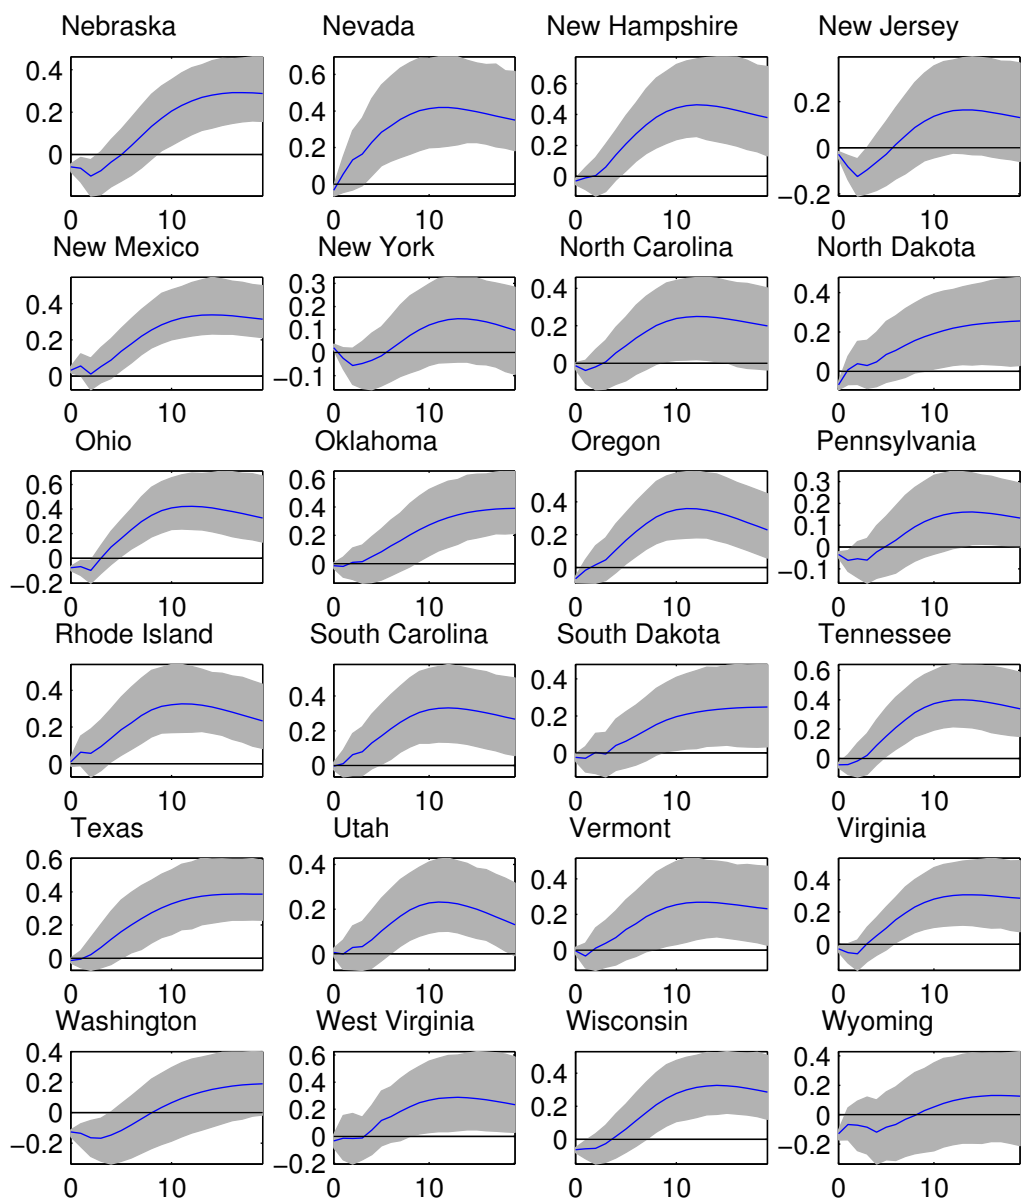 Nebraska Nevada New Hampshire New Jersey
0.4 0.6 0.6
0.2 0.4 0.4 0.2
0 0.2 0.2 0
0 0 −0.2
0 10 0 10 0 10 0 10
New Mexico New York North Carolina North Dakota
0.4 0.3 0.4 0.4
0.2 0.2 0.2 0.2
0 0.1 0 0
0
−0.1
0 10 0 10 0 10 0 10
Ohio Oklahoma Oregon Pennsylvania
0.6 0.6 0.4 0.3
0.4 0.4 0.2 0.2
0.2 0.2 0 0.1
0 0 0
−0.2 −0.1
0 10 0 10 0 10 0 10
Rhode Island South Carolina South Dakota Tennessee
0.4 0.4 0.4 0.6
0.2 0.2 0.2 0.4
0 0 0 0.2
0
0 10 0 10 0 10 0 10
Texas Utah Vermont Virginia
0.6 0.4 0.4 0.4
0.4 0.2 0.2 0.2
0.2 0 0 0
0
0 10 0 10 0 10 0 10
Washington West Virginia Wisconsin Wyoming
0.4 0.6 0.4 0.4
0.2 0.4 0.2 0.2
0 0.2 0 0
−0.2 0 −0.2
−0.2
0 10 0 10 0 10 0 10